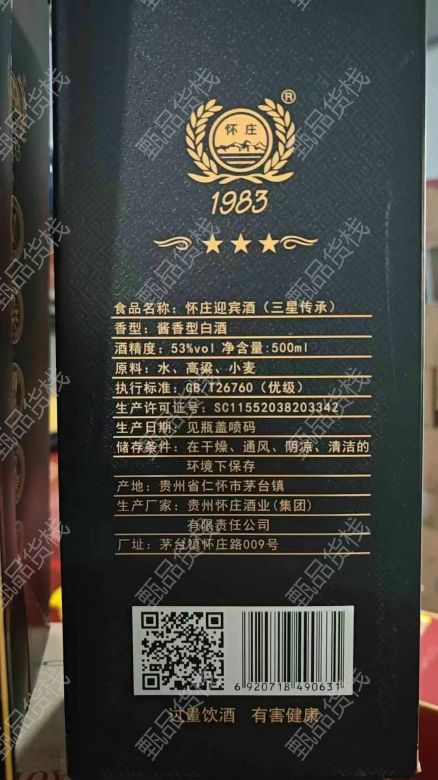 怀庄
®
1983
食品名称：怀庄迎宾酒（三星传承）
香型：酱香型白酒
酒精度：53%vol 净含量:500ml
原料：水、高粱、小麦
执行标准：GB/T26760（优级）
生产许可证号：SC11552038203342
生产日期：见瓶盖喷码
储存条件：在干燥、通风、阴凉、清洁的
环境下保存
产地：贵州省仁怀市茅台镇
生产厂家：贵州怀庄酒业(集团)
有限责任公司
厂址：茅台镇怀庄路009号
6 920718 490631
过量饮酒 有害健康
甄品货栈